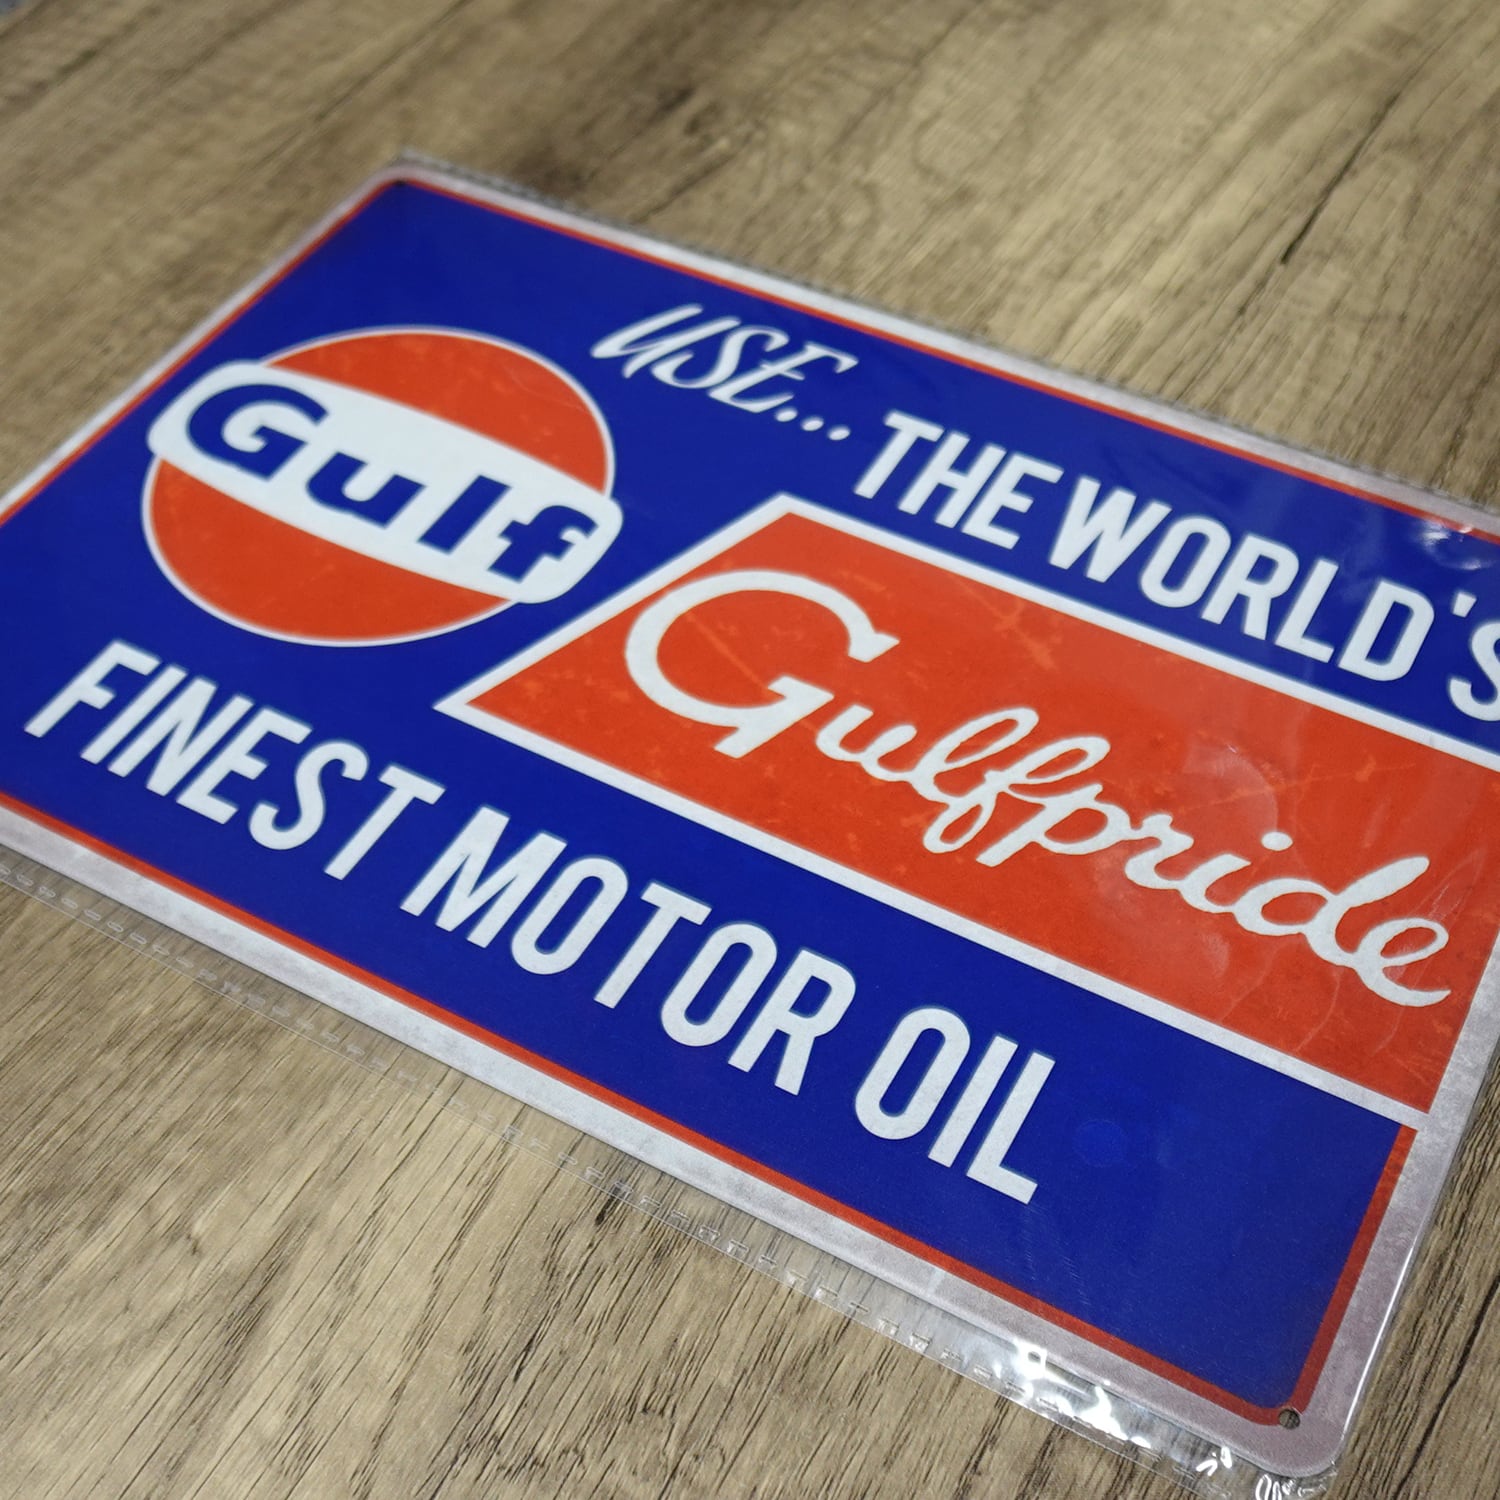 USE...
THE WORLD'S
Gulf
Gulfpride
FINEST MOTOR OIL